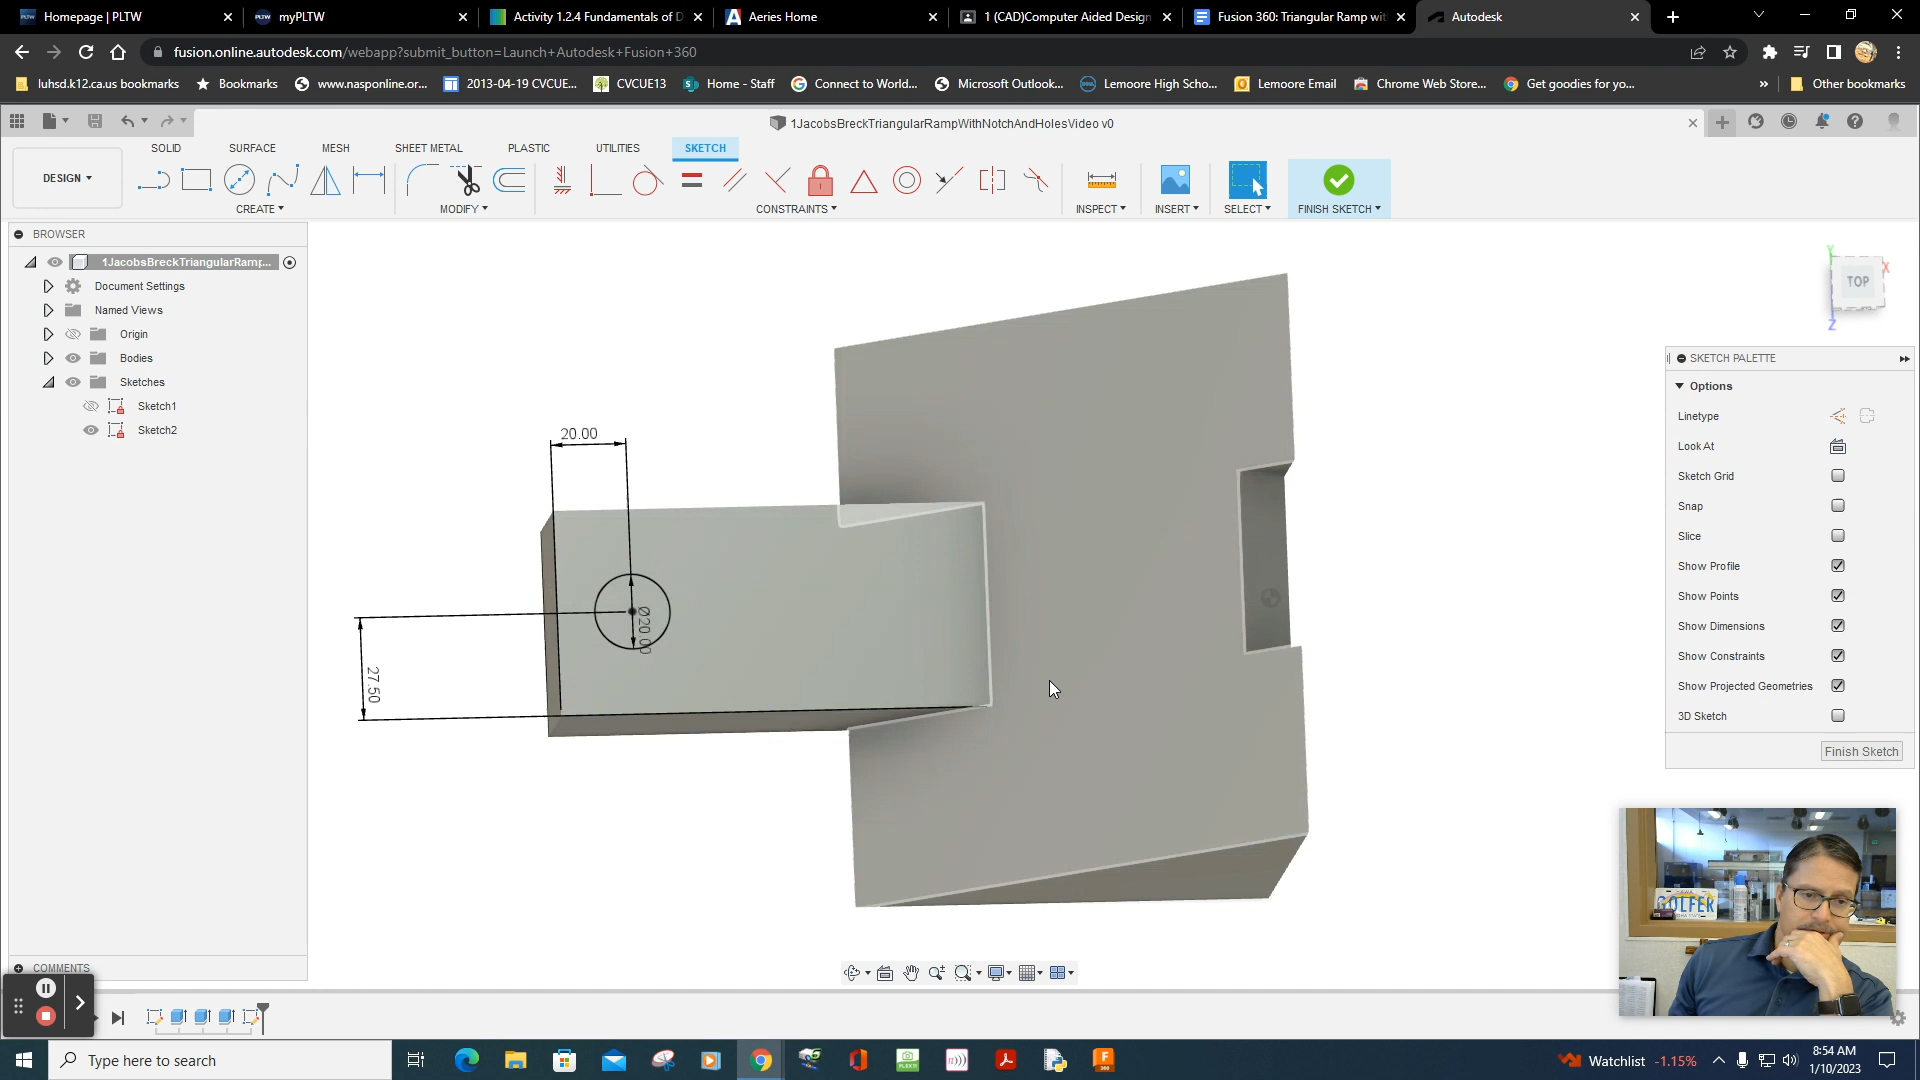 Homepage | PLTW
myPLTW
Activity 1.2.4 Fundamentals of D
Aeries Home
1 (CAD)Computer Aided Design
Fusion 360: Triangular Ramp wit
Autodesk
fusion.online.autodesk.com/webapp?submit_button=Launch+Autodesk+Fusion+360
luhsd.k12.ca.us bookmarks
Bookmarks
www.nasponline.or...
2013-04-19 CVCUE...
CVCUE13
Home - Staff
Connect to World...
Microsoft Outlook...
Lemoore High Scho...
Lemoore Email
Chrome Web Store...
Get goodies for yo...
Other bookmarks
1JacobsBreckTriangularRampWithNotchAndHolesVideo v0
SOLID
SURFACE
MESH
SHEET METAL
PLASTIC
UTILITIES
SKETCH
DESIGN
CREATE
MODIFY
CONSTRAINTS
INSPECT
INSERT
SELECT
FINISH SKETCH
BROWSER
1JacobsBreckTriangularRamp...
Document Settings
Named Views
Origin
Bodies
Sketches
Sketch1
Sketch2
20.00
Ø20.00
27.50
Y
X
TOP
Z
SKETCH PALETTE
Options
Linetype
Look At
Sketch Grid
Snap
Slice
Show Profile
Show Points
Show Dimensions
Show Constraints
Show Projected Geometries
3D Sketch
Finish Sketch
GOLFER
COMMENTS
Type here to search
Watchlist -1.15%
8:54 AM
1/10/2023